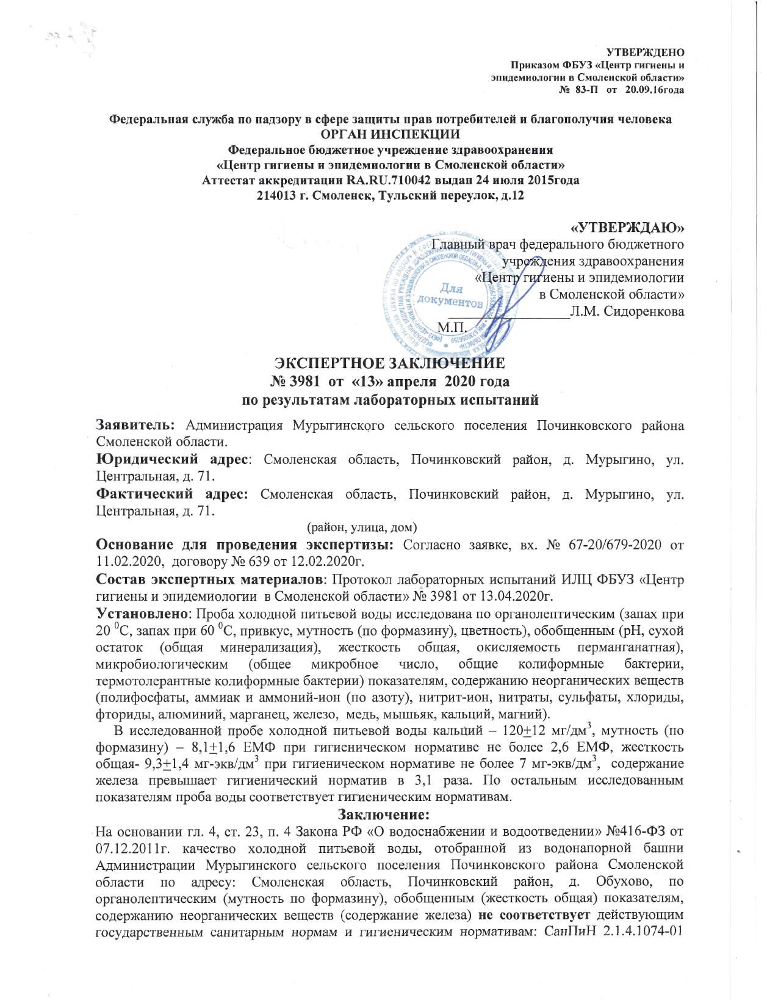 УТВЕРЖДЕНО
Приказом ФБУЗ «Центр гигиены и
эпидемиологии в Смоленской области»
№ 83-П от 20.09.16года
Федеральная служба по надзору в сфере защиты прав потребителей и благополучия человека
ОРГАН ИНСПЕКЦИИ
Федеральное бюджетное учреждение здравоохранения
«Центр гигиены и эпидемиологии в Смоленской области»
Аттестат аккредитации RA.RU.710042 выдан 24 июля 2015года
214013 г. Смоленск, Тульский переулок, д.12
«УТВЕРЖДАЮ»
Главный врач федерального бюджетного
учреждения здравоохранения
«Центр гигиены и эпидемиологии
в Смоленской области»
Л.М. Сидоренкова
М.П.
Для
документов
ЭКСПЕРТНОЕ ЗАКЛЮЧЕНИЕ
№ 3981 от «13» апреля 2020 года
по результатам лабораторных испытаний
Заявитель: Администрация Мурыгинского сельского поселения Починковского района
Смоленской области.
Юридический адрес: Смоленская область, Починковский район, д. Мурыгино, ул.
Центральная, д. 71.
Фактический адрес: Смоленская область, Починковский район, д. Мурыгино, ул.
Центральная, д. 71.
(район, улица, дом)
Основание для проведения экспертизы: Согласно заявке, вх. № 67-20/679-2020 от
11.02.2020, договору № 639 от 12.02.2020г.
Состав экспертных материалов: Протокол лабораторных испытаний ИЛЦ ФБУЗ «Центр
гигиены и эпидемиологии в Смоленской области» № 3981 от 13.04.2020г.
Установлено: Проба холодной питьевой воды исследована по органолептическим (запах при
20 ⁰С, запах при 60 ⁰С, привкус, мутность (по формазину), цветность), обобщенным (рН, сухой
остаток (общая минерализация), жесткость общая, окисляемость перманганатная),
микробиологическим (общее микробное число, общие колиформные бактерии,
термотолерантные колиформные бактерии) показателям, содержанию неорганических веществ
(полифосфаты, аммиак и аммоний-ион (по азоту), нитрит-ион, нитраты, сульфаты, хлориды,
фториды, алюминий, марганец, железо, медь, мышьяк, кальций, магний).
В исследованной пробе холодной питьевой воды кальций – 120±12 мг/дм³, мутность (по
формазину) – 8,1±1,6 ЕМФ при гигиеническом нормативе не более 2,6 ЕМФ, жесткость
общая- 9,3±1,4 мг-экв/дм³ при гигиеническом нормативе не более 7 мг-экв/дм³, содержание
железа превышает гигиенический норматив в 3,1 раза. По остальным исследованным
показателям проба воды соответствует гигиеническим нормативам.
Заключение:
На основании гл. 4, ст. 23, п. 4 Закона РФ «О водоснабжении и водоотведении» №416-ФЗ от
07.12.2011г. качество холодной питьевой воды, отобранной из водонапорной башни
Администрации Мурыгинского сельского поселения Починковского района Смоленской
области по адресу: Смоленская область, Починковский район, д. Обухово, по
органолептическим (мутность по формазину), обобщенным (жесткость общая) показателям,
содержанию неорганических веществ (содержание железа) не соответствует действующим
государственным санитарным нормам и гигиеническим нормативам: СанПиН 2.1.4.1074-01